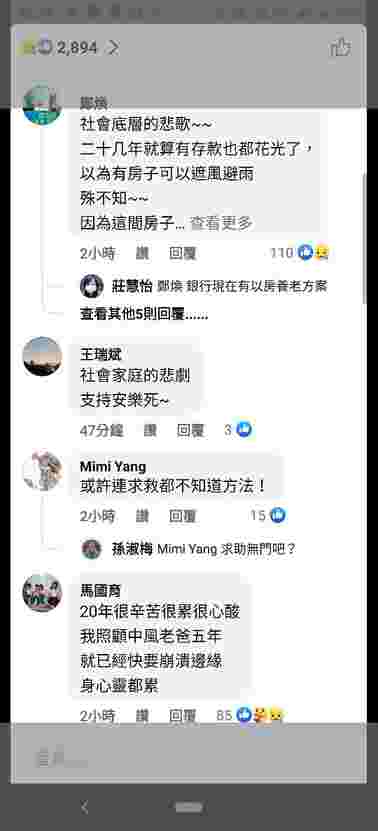 2,894
鄭煥
社會底層的悲歌~~
二十几年就算有存款也都花光了，
以為有房子可以遮風避雨
殊不知~~
因為這間房子... 查看更多
2小時 讚 回覆 110
莊慧怡 鄭煥 銀行現在有以房養老方案
查看其他5則回覆......
王瑞斌
社會家庭的悲劇
支持安樂死~
47分鐘 讚 回覆 3
Mimi Yang
或許連求救都不知道方法！
2小時 讚 回覆 15
孫淑梅 Mimi Yang 求助無門吧？
馬國育
20年很辛苦很累很心酸
我照顧中風老爸五年
就已經快要崩潰邊緣
身心靈都累
2小時 讚 回覆 85